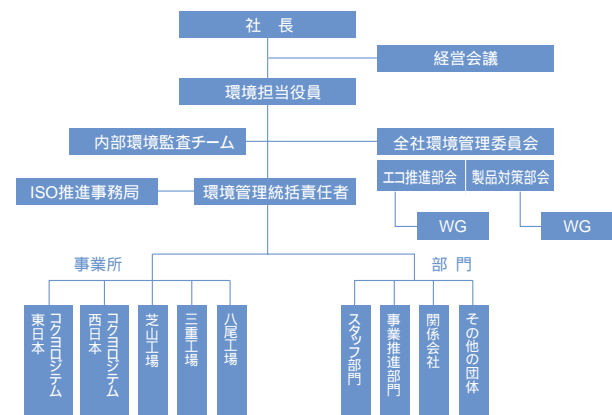 社 長
経営会議
環境担当役員
内部環境監査チーム
全社環境管理委員会
エコ推進部会
製品対策部会
ISO推進事務局
環境管理統括責任者
WG
WG
事業所
部 門
コクヨロジテム
東日本
コクヨロジテム
西日本
芝山工場
三重工場
八尾工場
スタッフ部門
事業推進部門
関係会社
その他の団体